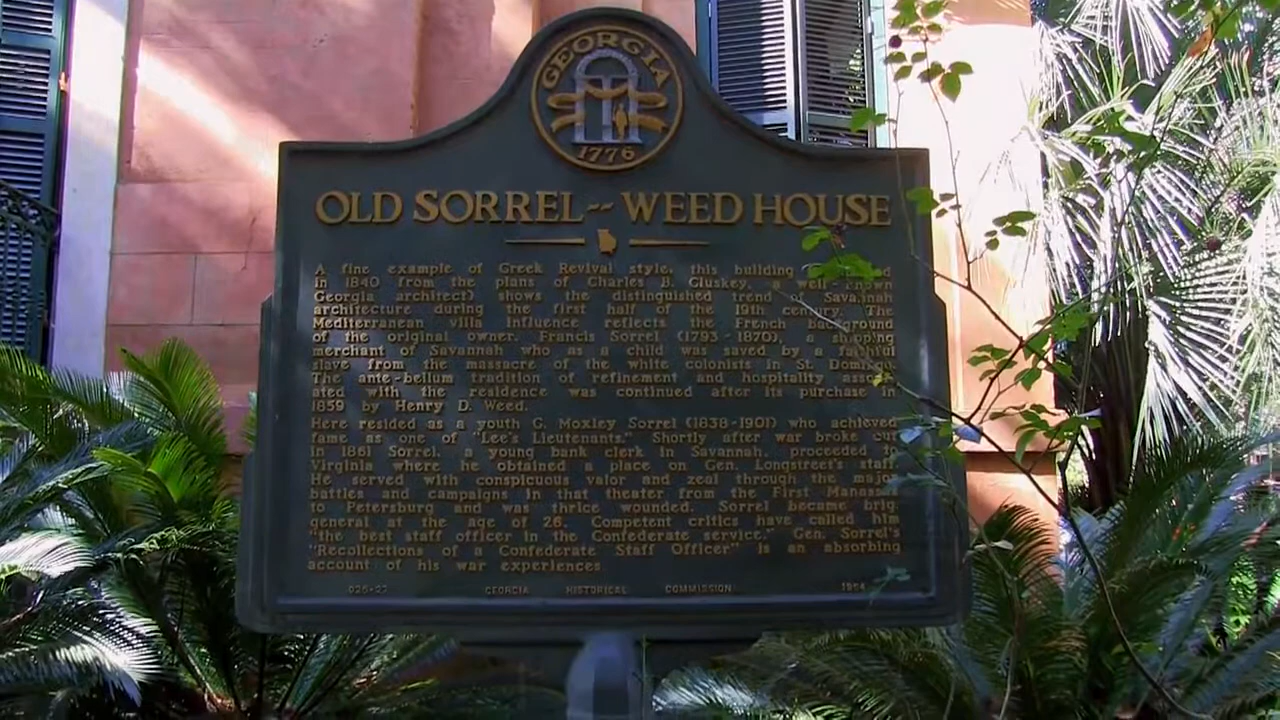 GEORGIA
1776
OLD SORREL-- WEED HOUSE
A fine example of Greek Revival style, this building
in 1840 from the plans of Charles B. Cluskey, a well-known
Georgia architect) shows the distinguished trend Savannah
architecture during the first half of the 19th century. The
Mediterranean villa influence reflects the French background
of the original owner, Francis Sorrel (1793-1870), a shipping
merchant of Savannah who as a child was saved by a faithful
slave from the massacre of the white colonists in St. Domingo.
The ante-bellum tradition of refinement and hospitality associ-
ated with the residence was continued after its purchase in
1859 by Henry D. Weed.
Here resided as a youth G. Moxley Sorrel (1838-1901) who achieved
fame as one of "Lee's Lieutenants." Shortly after war broke out
in 1861 Sorrel, a young bank clerk in Savannah, proceeded to
Virginia where he obtained a place on Gen. Longstreet's staff.
He served with conspicuous valor and zeal through the major
battles and campaigns in that theater from the First Manassas
to Petersburg and was thrice wounded. Sorrel became brig.
general at the age of 26. Competent critics have called him
"the best staff officer in the Confederate service." Gen. Sorrel's
"Recollections of a Confederate Staff Officer" is an absorbing
account of his war experiences
025-27 GEORGIA HISTORICAL COMMISSION 1954